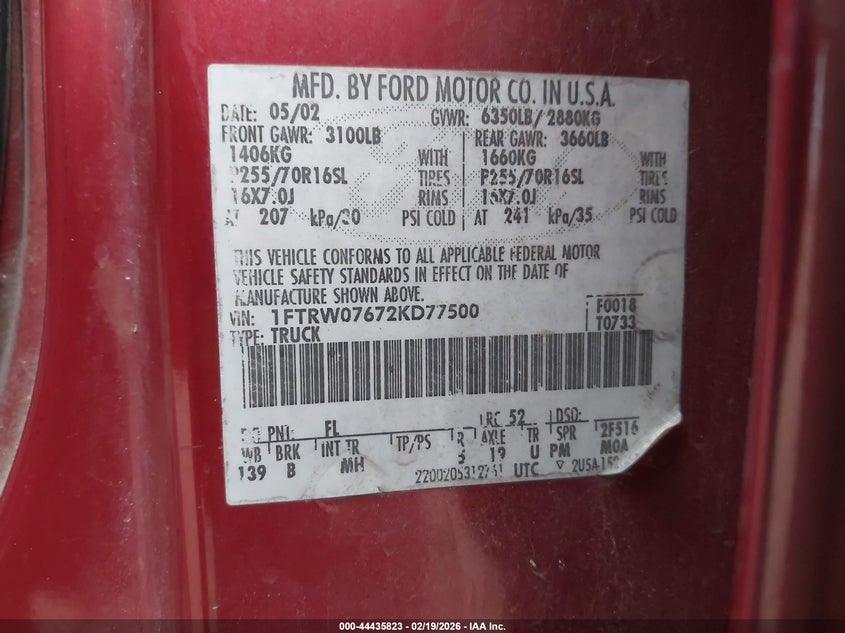 MFD. BY FORD MOTOR CO. IN U.S.A.
DATE: 05/02 GVWR: 6350LB/ 2880KG
FRONT GAWR: 3100LB REAR GAWR: 3660LB
1406KG WITH 1660KG WITH
P255/70R16SL TIRES P255/70R16SL TIRES
16X7.0J RIMS 16X7.0J RIMS
AT 207 kPa/30 PSI COLD AT 241 kPa/35 PSI COLD
THIS VEHICLE CONFORMS TO ALL APPLICABLE FEDERAL MOTOR
VEHICLE SAFETY STANDARDS IN EFFECT ON THE DATE OF
MANUFACTURE SHOWN ABOVE.
VIN: 1FTRW07672KD77500 F0018
TYPE: TRUCK T0733
PNT: FL RC: 52 DSO:
WB BRK INT TR TP/PS R AXLE TR SPR 2F516
139 B MH 19 U PM MOA
UTC ▽ 2USA
000-44435823 - 02/19/2026 - IAA Inc.